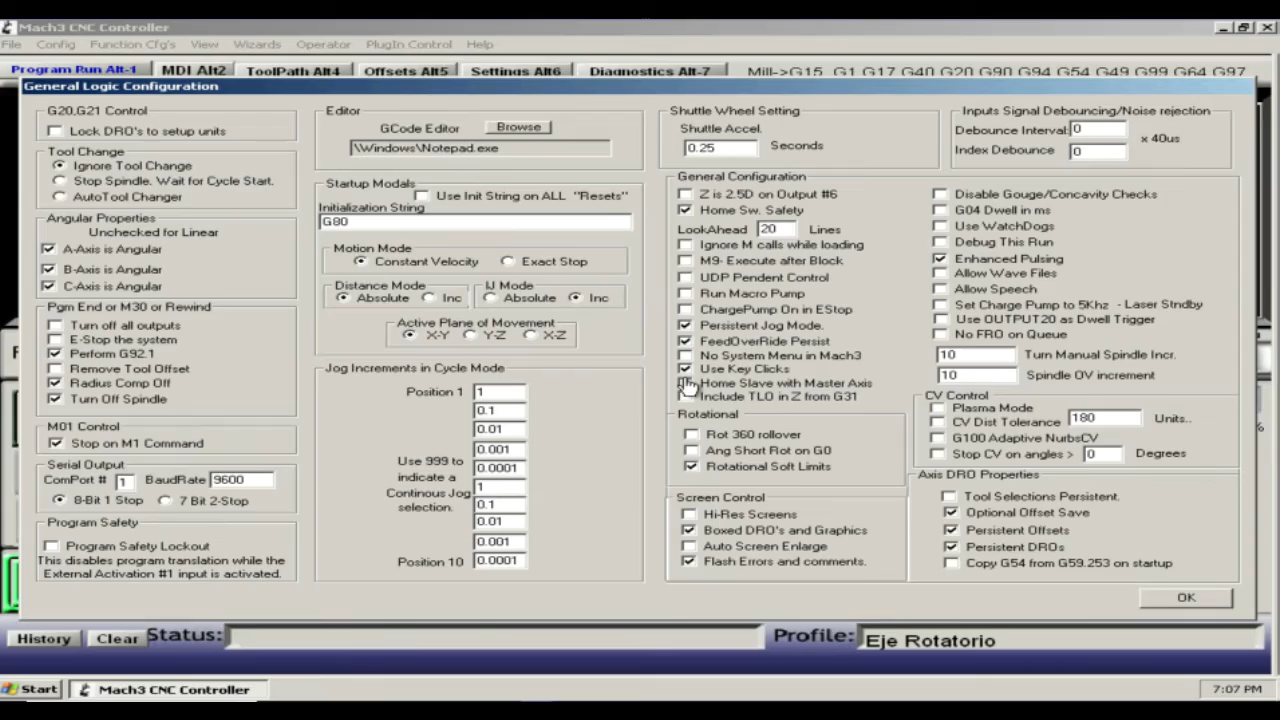 Mach3 CNC Controller
File Config Function Cfg's View Wizards Operator PlugIn Control Help
Program Run Alt-1 MDI Alt2 ToolPath Alt4 Offsets Alt5 Settings Alt6 Diagnostics Alt-7 Mill->G15 G1 G17 G40 G20 G90 G94 G54 G49 G99 G64 G97
General Logic Configuration
G20,G21 Control
Lock DRO's to setup units
Tool Change
Ignore Tool Change
Stop Spindle. Wait for Cycle Start.
AutoTool Changer
Angular Properties
Unchecked for Linear
A-Axis is Angular
B-Axis is Angular
C-Axis is Angular
Pgm End or M30 or Rewind
Turn off all outputs
E-Stop the system
Perform G92.1
Remove Tool Offset
Radius Comp Off
Turn Off Spindle
M01 Control
Stop on M1 Command
Serial Output
ComPort # 1 BaudRate 9600
8-Bit 1 Stop 7 Bit 2-Stop
Program Safety
Program Safety Lockout
This disables program translation while the
External Activation #1 input is activated.
Editor
GCode Editor Browse
\Windows\Notepad.exe
Startup Modals
Use Init String on ALL "Resets"
Initialization String
G80
Motion Mode
Constant Velocity Exact Stop
Distance Mode
Absolute Inc
IJ Mode
Absolute Inc
Active Plane of Movement
X-Y Y-Z X-Z
Jog Increments in Cycle Mode
Position 1 1
0.1
0.01
0.001
Use 999 to
indicate a
Continous Jog
selection.
0.0001
1
0.1
0.01
0.001
Position 10 0.0001
Shuttle Wheel Setting
Shuttle Accel.
0.25 Seconds
Inputs Signal Debouncing/Noise rejection
Debounce Interval: 0 x 40us
Index Debounce 0
General Configuration
Z is 2.5D on Output #6
Home Sw. Safety
LookAhead 20 Lines
Ignore M calls while loading
M9- Execute after Block
UDP Pendent Control
Run Macro Pump
ChargePump On in EStop
Persistent Jog Mode.
FeedOverRide Persist
No System Menu in Mach3
Use Key Clicks
Home Slave with Master Axis
Include TLO in Z from G31
Disable Gouge/Concavity Checks
G04 Dwell in ms
Use WatchDogs
Debug This Run
Enhanced Pulsing
Allow Wave Files
Allow Speech
Set Charge Pump to 5Khz - Laser Stndby
Use OUTPUT20 as Dwell Trigger
No FRO on Queue
10 Turn Manual Spindle Incr.
10 Spindle OV increment
Rotational
Rot 360 rollover
Ang Short Rot on G0
Rotational Soft Limits
CV Control
Plasma Mode
CV Dist Tolerance 180 Units..
G100 Adaptive NurbsCV
Stop CV on angles > 0 Degrees
Screen Control
Hi-Res Screens
Boxed DRO's and Graphics
Auto Screen Enlarge
Flash Errors and comments.
Axis DRO Properties
Tool Selections Persistent.
Optional Offset Save
Persistent Offsets
Persistent DROs
Copy G54 from G59.253 on startup
OK
History Clear Status: Profile: Eje Rotatorio
Start Mach3 CNC Controller 7:07 PM